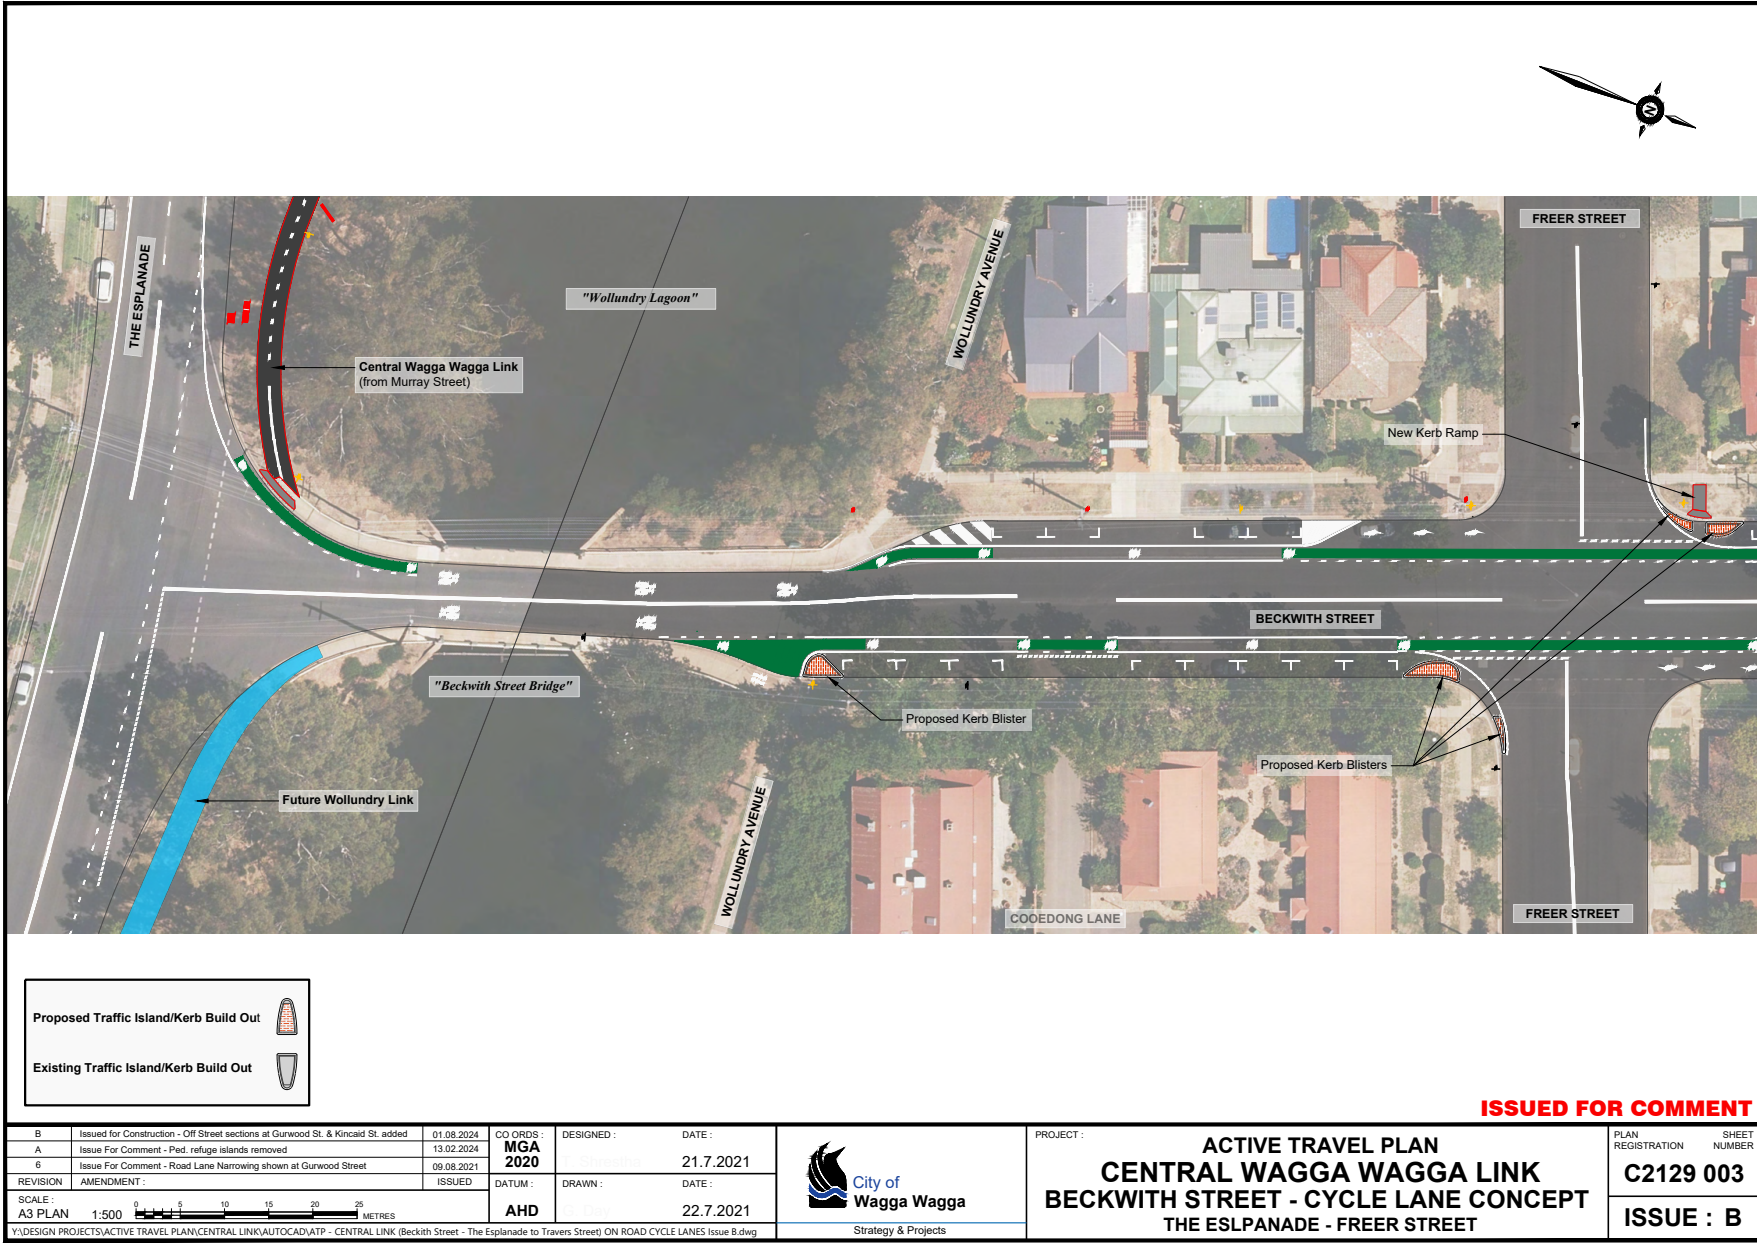 N
FREER STREET
THE ESPLANADE
"Wollundry Lagoon"
WOLLUNDRY AVENUE
Central Wagga Wagga Link
(from Murray Street)
New Kerb Ramp
BECKWITH STREET
"Beckwith Street Bridge"
Proposed Kerb Blister
Proposed Kerb Blisters
Future Wollundry Link
WOLLUNDRY AVENUE
COOEDONG LANE
FREER STREET
Proposed Traffic Island/Kerb Build Out
Existing Traffic Island/Kerb Build Out
ISSUED FOR COMMENT
B Issued for Construction - Off Street sections at Gurwood St. & Kincaid St. added 01.08.2024
A Issue For Comment - Ped. refuge islands removed 13.02.2024
6 Issue For Comment - Road Lane Narrowing shown at Gurwood Street 09.08.2021
REVISION AMENDMENT : ISSUED
SCALE :
A3 PLAN 1:500 0 5 10 15 20 25 METRES
Y:\DESIGN PROJECTS\ACTIVE TRAVEL PLAN\CENTRAL LINK\AUTOCAD\ATP - CENTRAL LINK (Beckith Street - The Esplanade to Travers Street) ON ROAD CYCLE LANES Issue B.dwg
CO ORDS :
MGA
2020
DATUM :
AHD
DESIGNED : DATE :
21.7.2021
DRAWN : DATE :
G. Day 22.7.2021
City of
Wagga Wagga
Strategy & Projects
PROJECT :
ACTIVE TRAVEL PLAN
CENTRAL WAGGA WAGGA LINK
BECKWITH STREET - CYCLE LANE CONCEPT
THE ESLPANADE - FREER STREET
PLAN
REGISTRATION
SHEET
NUMBER
C2129 003
ISSUE : B